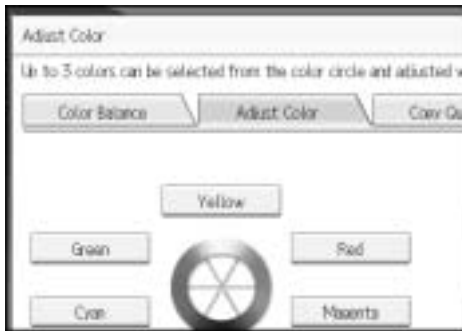 Adjust Color
Up to 3 colors can be selected from the color circle and adjusted
Color Balance Adjust Color Copy
Yellow
Green Red
Cyan Magenta